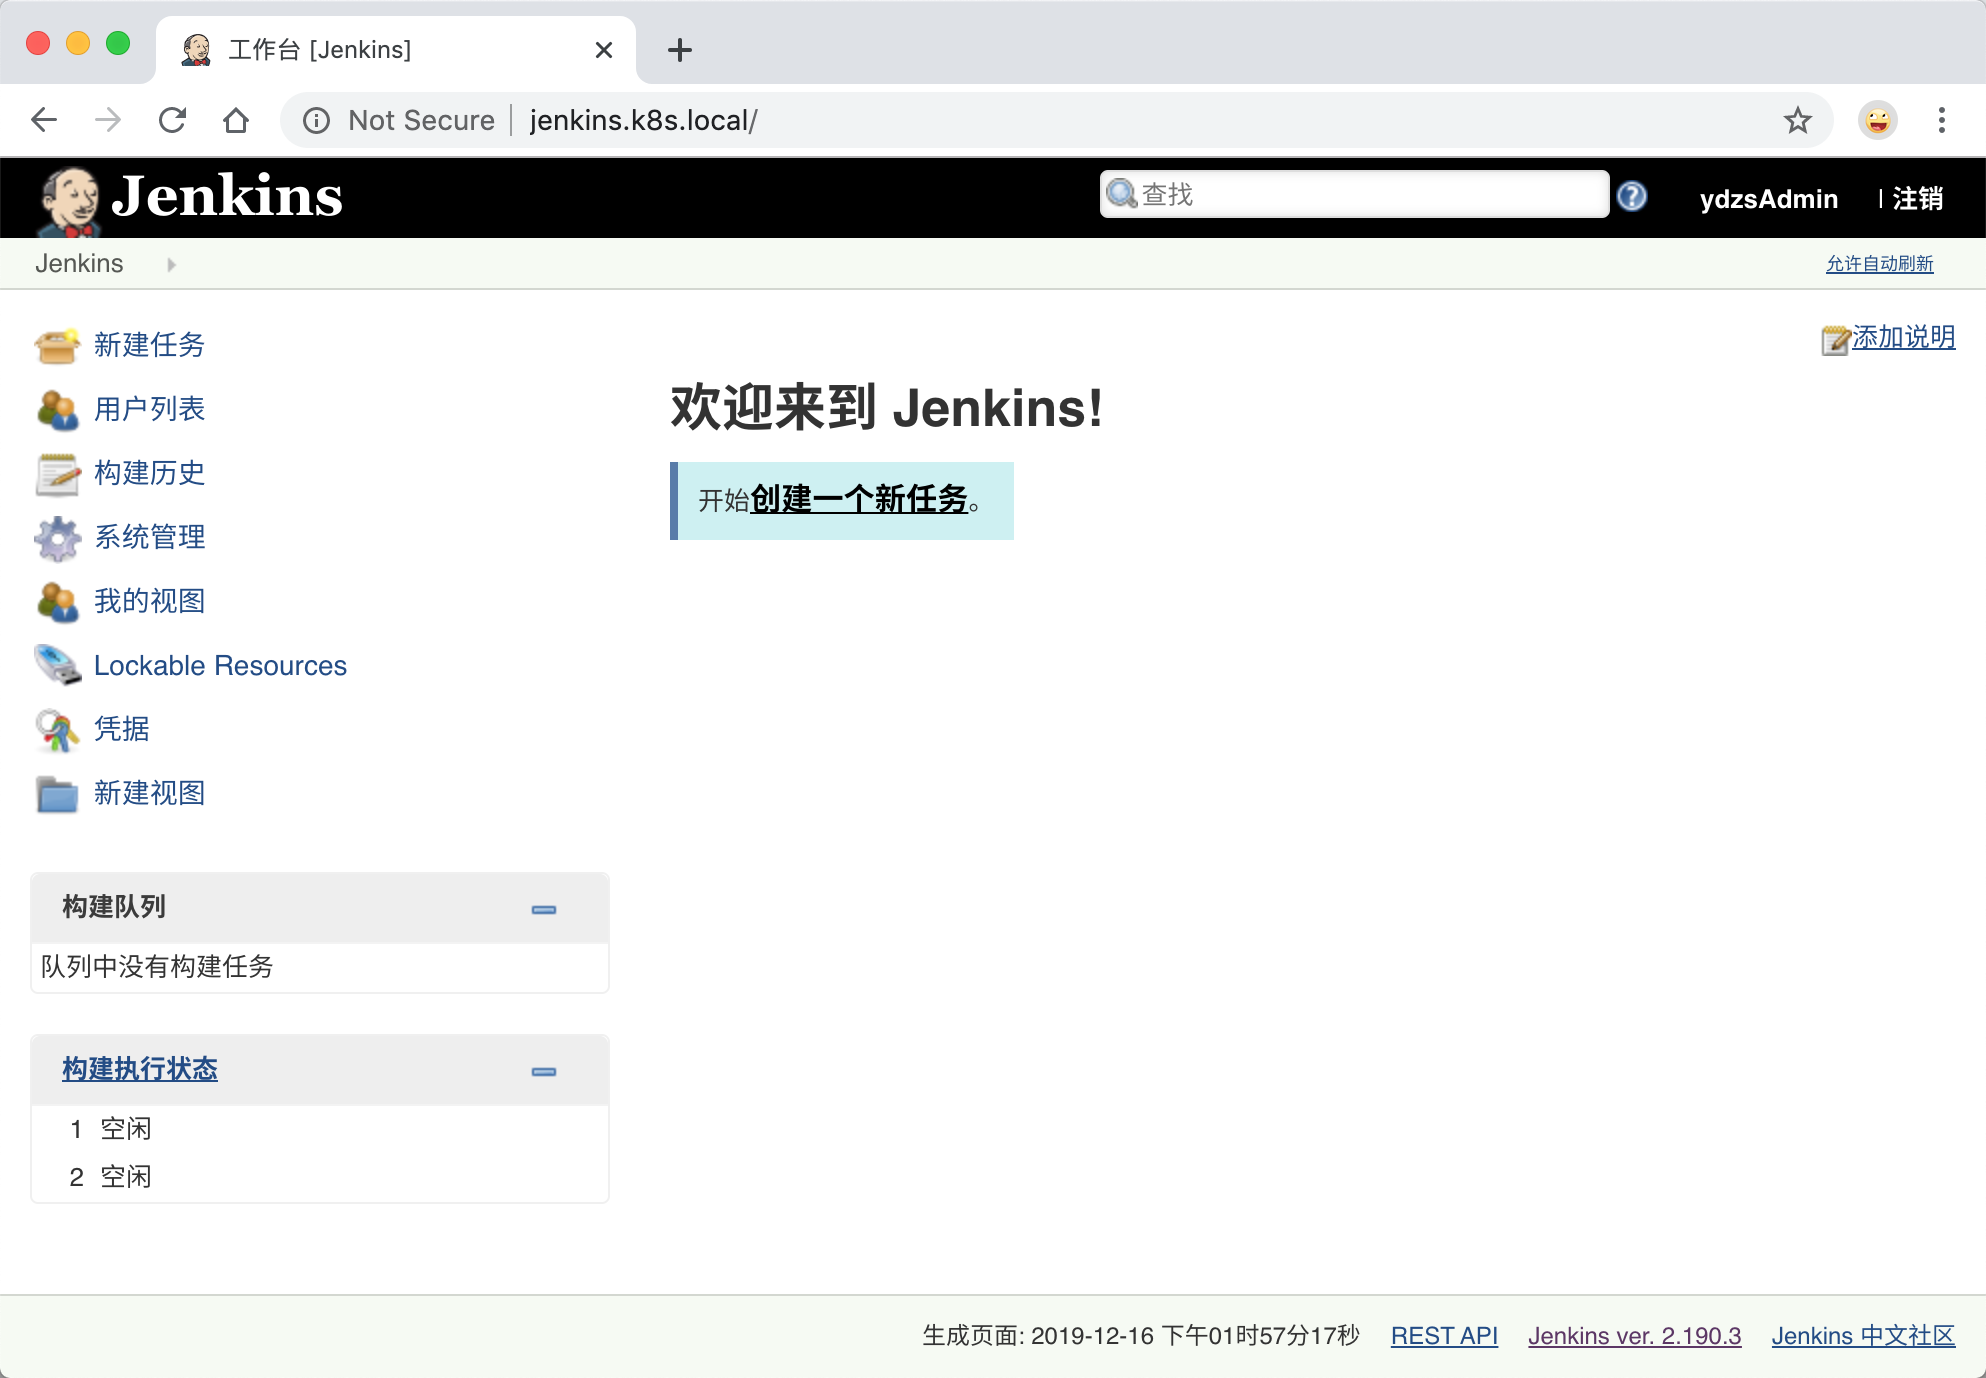 工作台 [Jenkins]
Not Secure | jenkins.k8s.local/
Jenkins 查找 ydzsAdmin | 注销
Jenkins 允许自动刷新
新建任务
用户列表
构建历史
系统管理
我的视图
Lockable Resources
凭据
新建视图
添加说明
欢迎来到 Jenkins!
开始创建一个新任务。
构建队列
队列中没有构建任务
构建执行状态
1 空闲
2 空闲
生成页面: 2019-12-16 下午01时57分17秒 REST API Jenkins ver. 2.190.3 Jenkins 中文社区